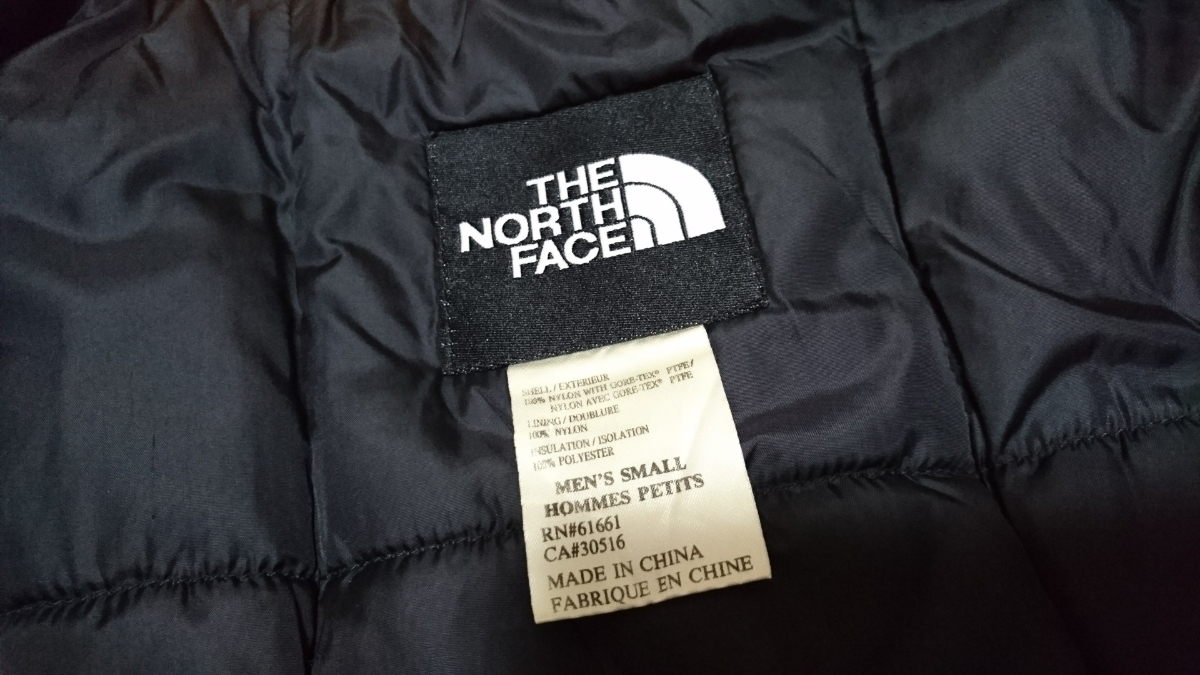 THE
NORTH
FACE
SHELL / EXTERIEUR
100% NYLON WITH GORE-TEX® PTFE/
NYLON AVEC GORE-TEX® PTFE
LINING / DOUBLURE
100% NYLON
INSULATION / ISOLATION
100% POLYESTER
MEN'S SMALL
HOMMES PETITS
RN#61661
CA#30516
MADE IN CHINA
FABRIQUE EN CHINE